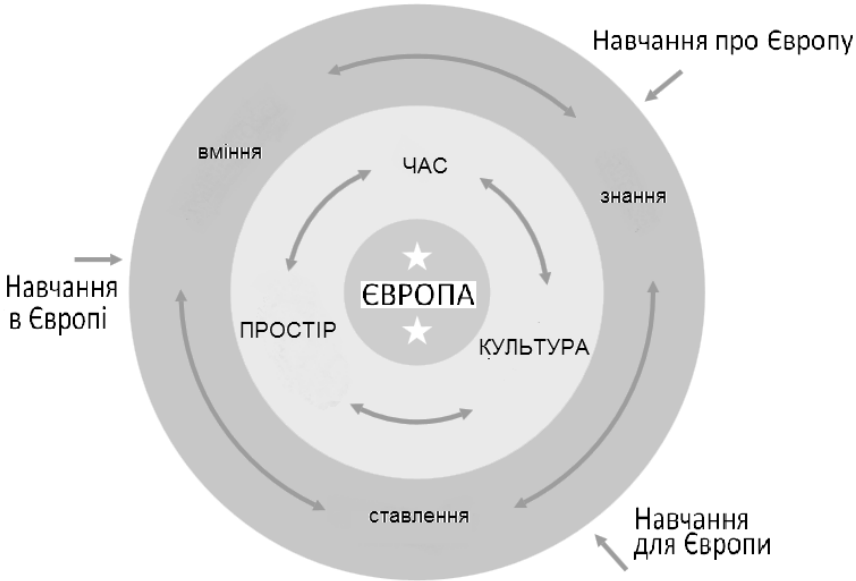 Навчання про Європу
вміння
ЧАС
знання
Навчання
в Європі
ЄВРОПА
ПРОСТІР
КУЛЬТУРА
ставлення
Навчання
для Європи